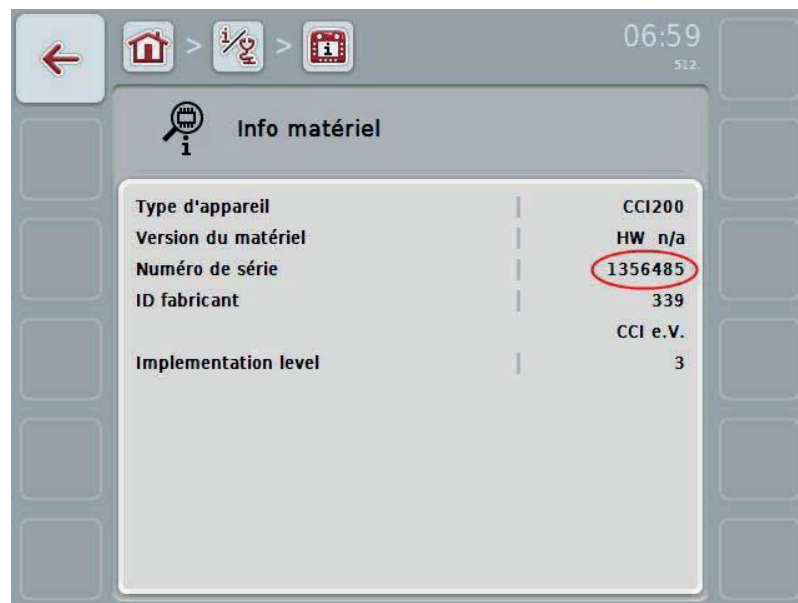 06:59
512.
Info matériel
Type d'appareil | CCI200
Version du matériel | HW n/a
Numéro de série | 1356485
ID fabricant | 339
CCI e.V.
Implementation level | 3